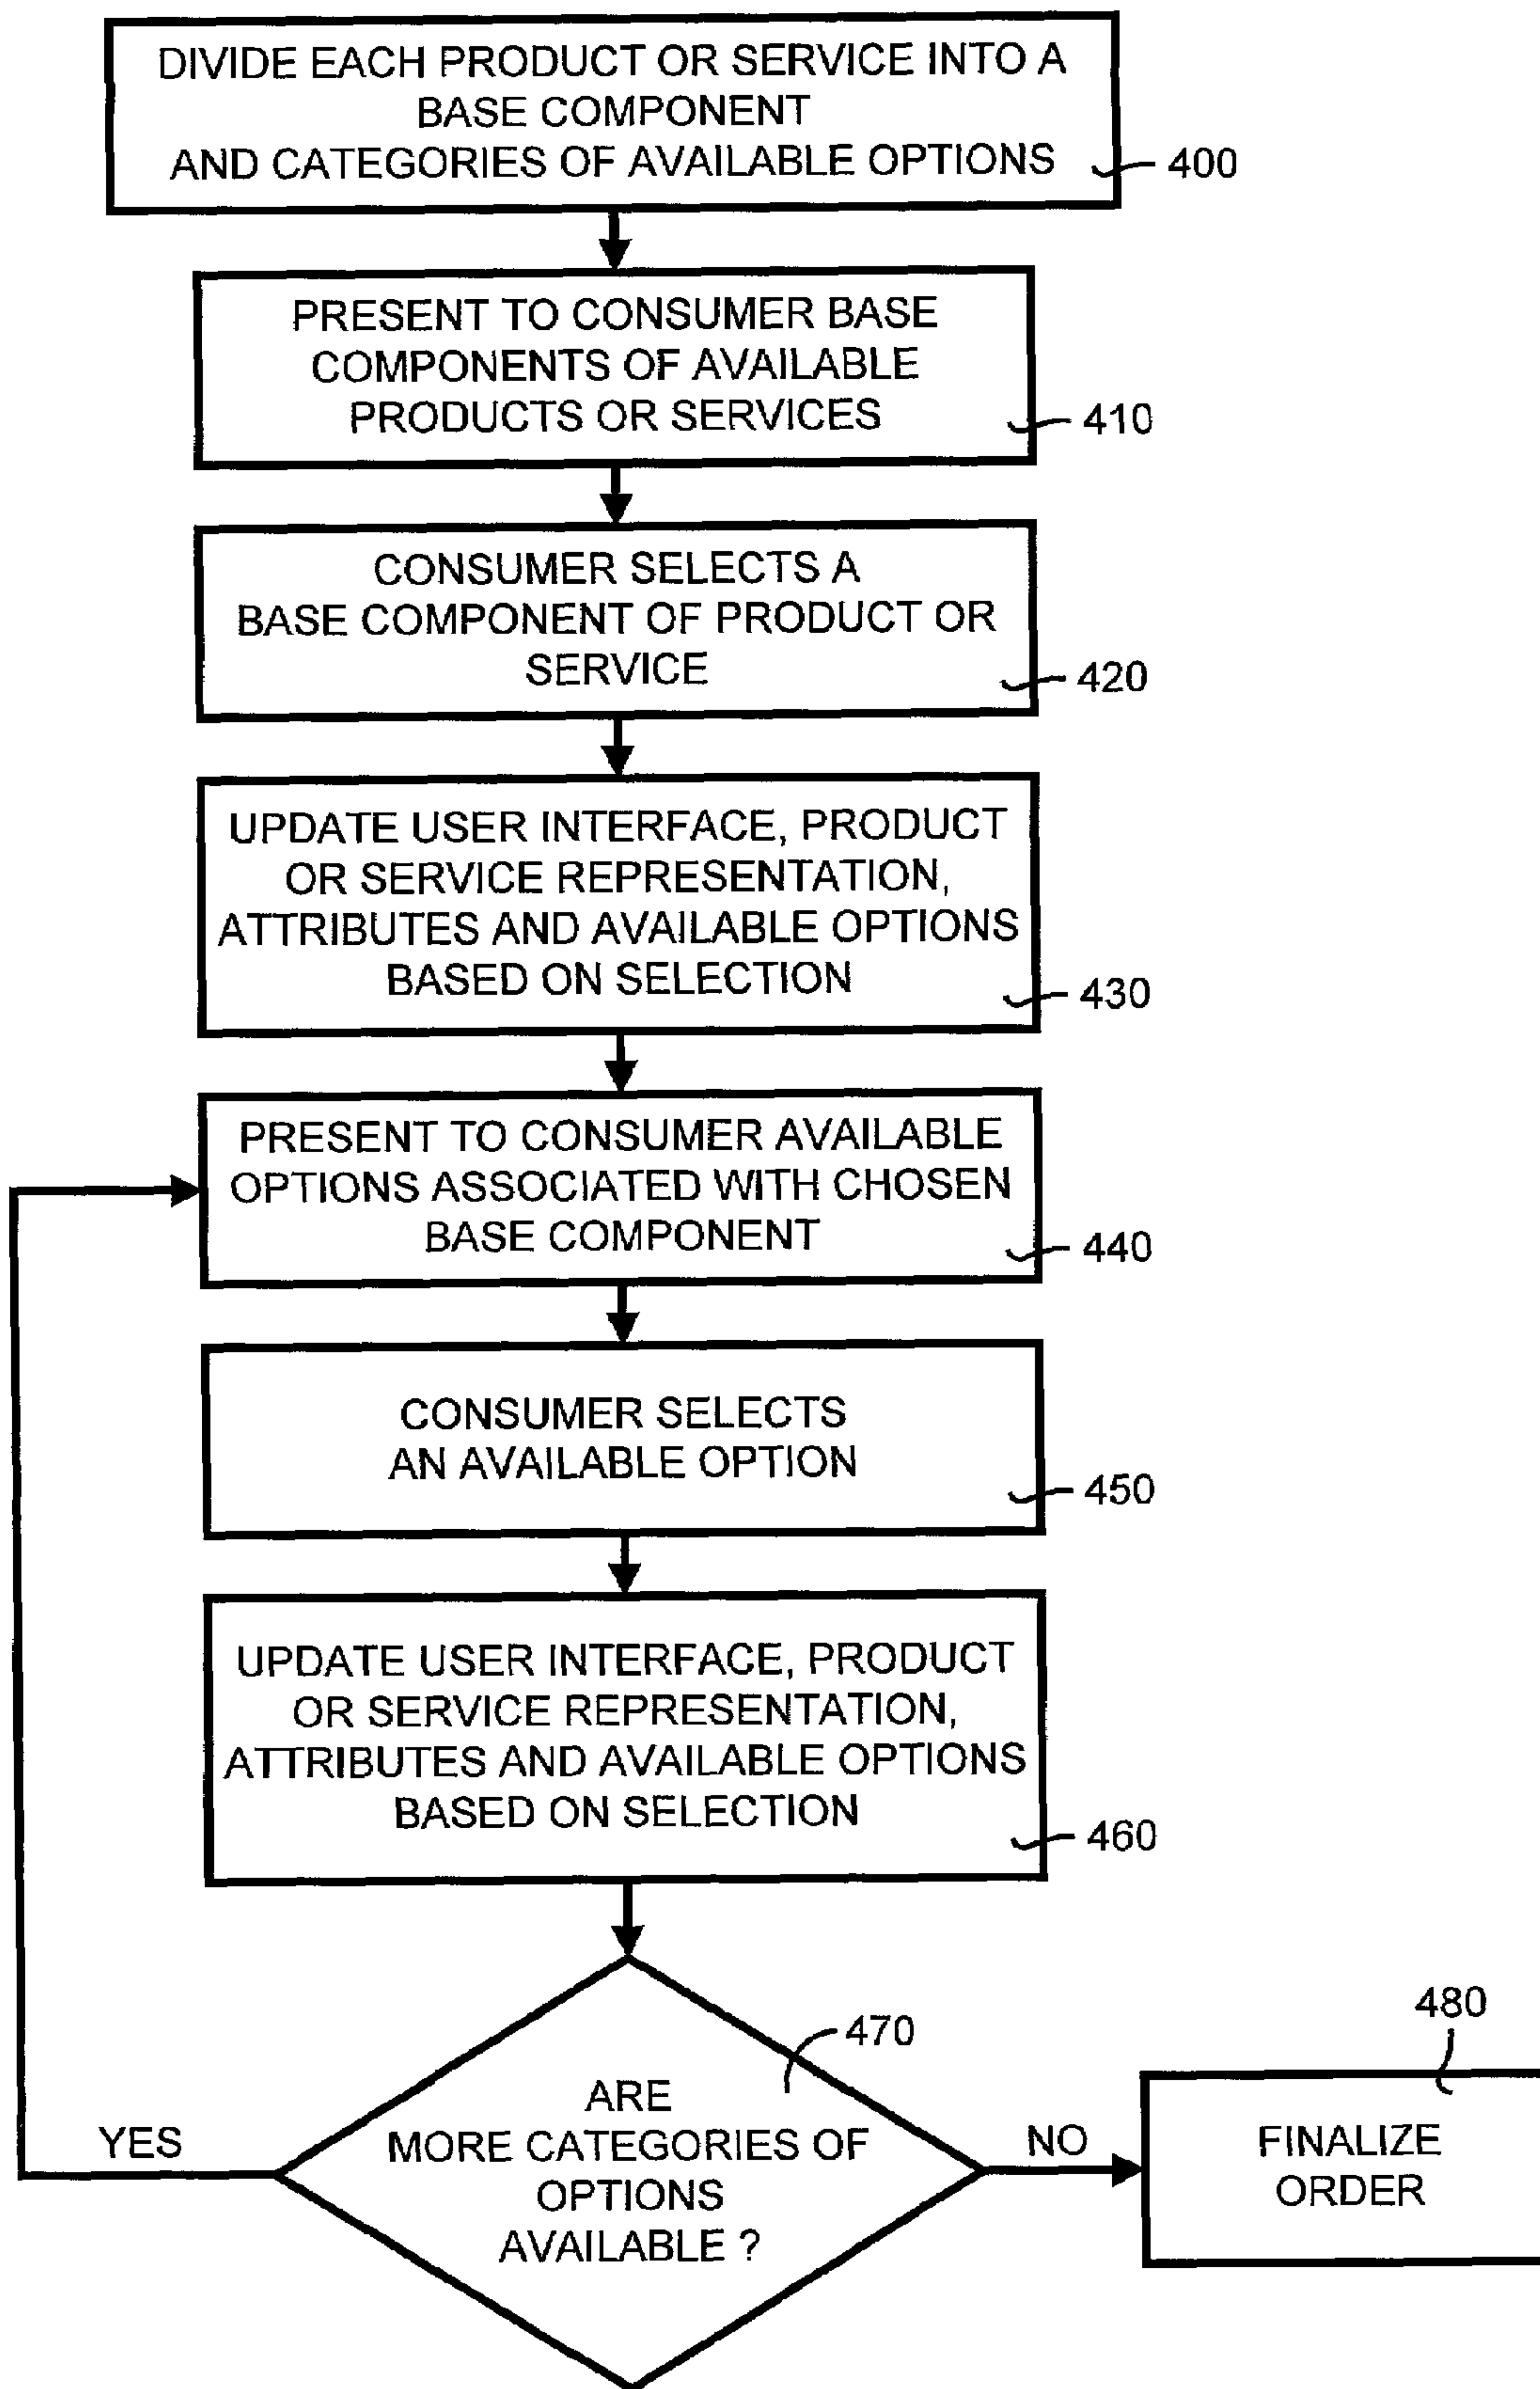 DIVIDE EACH PRODUCT OR SERVICE INTO A
BASE COMPONENT
AND CATEGORIES OF AVAILABLE OPTIONS
400
PRESENT TO CONSUMER BASE
COMPONENTS OF AVAILABLE
PRODUCTS OR SERVICES
410
CONSUMER SELECTS A
BASE COMPONENT OF PRODUCT OR
SERVICE
420
UPDATE USER INTERFACE, PRODUCT
OR SERVICE REPRESENTATION,
ATTRIBUTES AND AVAILABLE OPTIONS
BASED ON SELECTION
430
PRESENT TO CONSUMER AVAILABLE
OPTIONS ASSOCIATED WITH CHOSEN
BASE COMPONENT
440
CONSUMER SELECTS
AN AVAILABLE OPTION
450
UPDATE USER INTERFACE, PRODUCT
OR SERVICE REPRESENTATION,
ATTRIBUTES AND AVAILABLE OPTIONS
BASED ON SELECTION
460
470
ARE
MORE CATEGORIES OF
OPTIONS
AVAILABLE ?
YES
NO
480
FINALIZE
ORDER